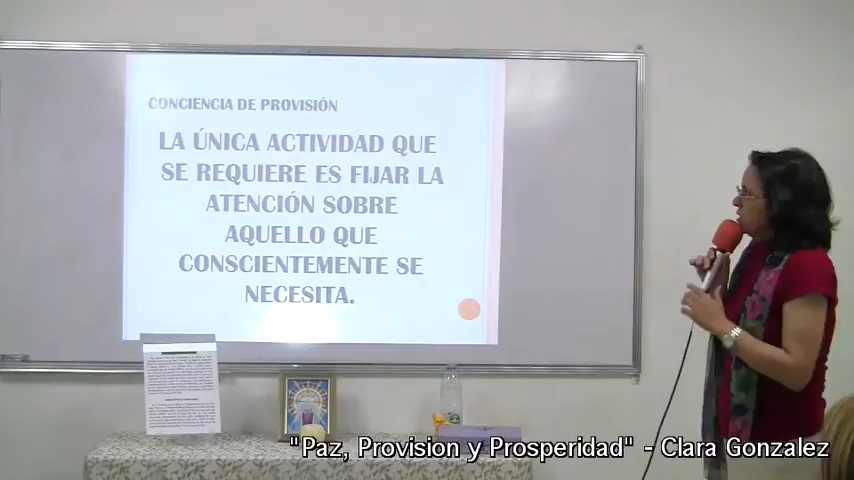 CONCIENCIA DE PROVISIÓN
LA ÚNICA ACTIVIDAD QUE
SE REQUIERE ES FIJAR LA
ATENCIÓN SOBRE
AQUELLO QUE
CONSCIENTEMENTE SE
NECESITA.
"Paz, Provision y Prosperidad" - Clara Gonzalez